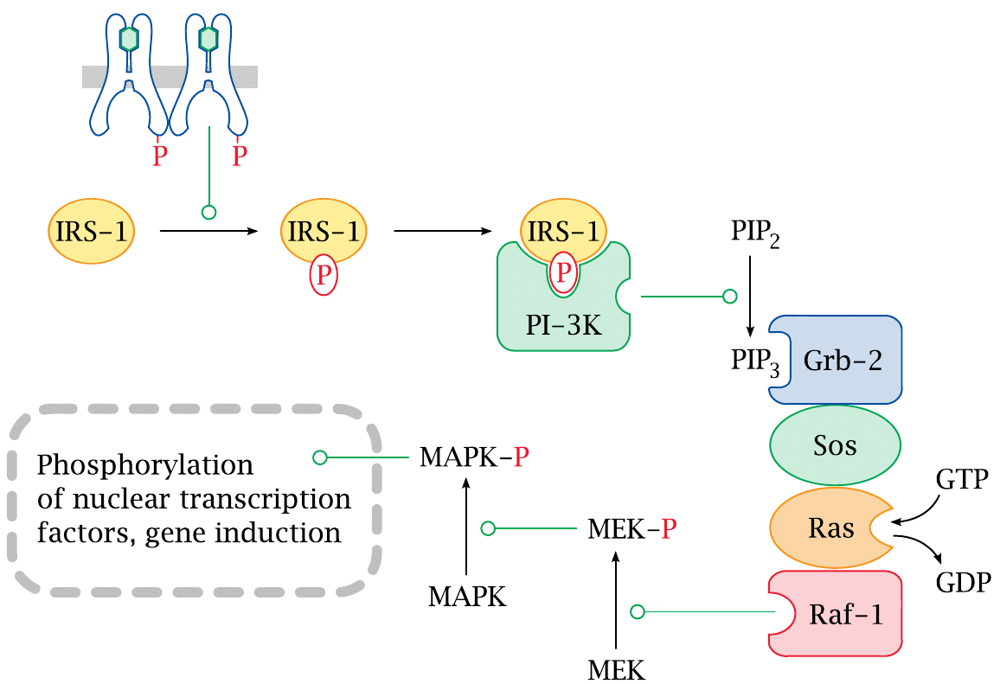 P
P
IRS–1
IRS–1
P
IRS–1
P
PI–3K
PIP2
PIP3
Grb–2
Sos
Ras
GTP
GDP
Raf–1
Phosphorylation
of nuclear transcription
factors, gene induction
MAPK–P
MAPK
MEK–P
MEK